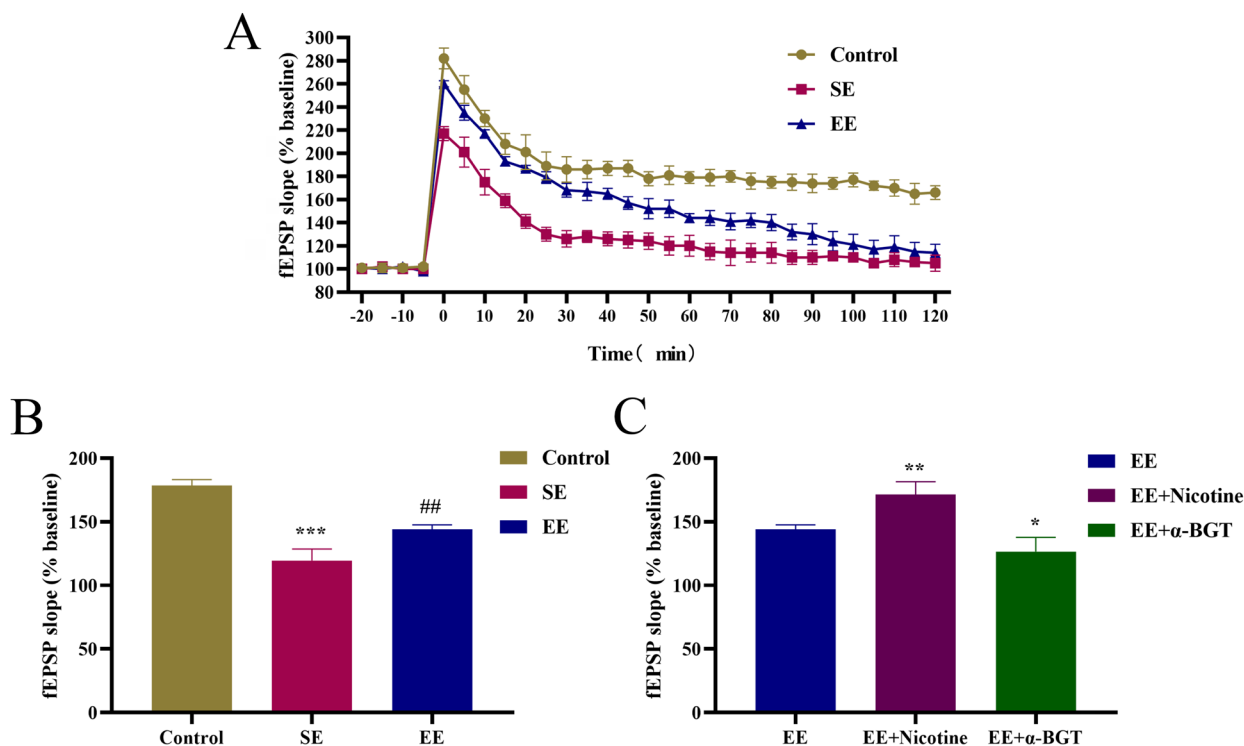 A
fEPSP slope (% baseline)
300
280
260
240
220
200
180
160
140
120
100
80
-20 -10 0 10 20 30 40 50 60 70 80 90 100 110 120
Time( min)
Control
SE
EE
B
fEPSP slope (% baseline)
200
150
100
50
0
***
##
Control SE EE
Control
SE
EE
C
fEPSP slope (% baseline)
200
150
100
50
0
**
*
EE EE+Nicotine EE+α-BGT
EE
EE+Nicotine
EE+α-BGT